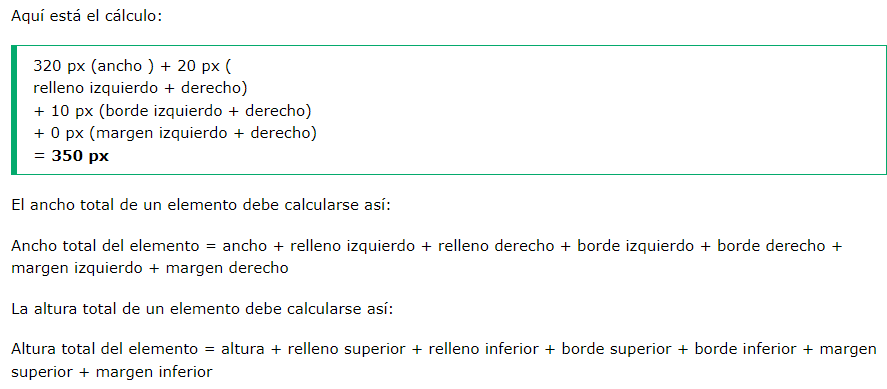 Aquí está el cálculo:
320 px (ancho ) + 20 px (
relleno izquierdo + derecho)
+ 10 px (borde izquierdo + derecho)
+ 0 px (margen izquierdo + derecho)
= 350 px
El ancho total de un elemento debe calcularse así:
Ancho total del elemento = ancho + relleno izquierdo + relleno derecho + borde izquierdo + borde derecho +
margen izquierdo + margen derecho
La altura total de un elemento debe calcularse así:
Altura total del elemento = altura + relleno superior + relleno inferior + borde superior + borde inferior + margen
superior + margen inferior